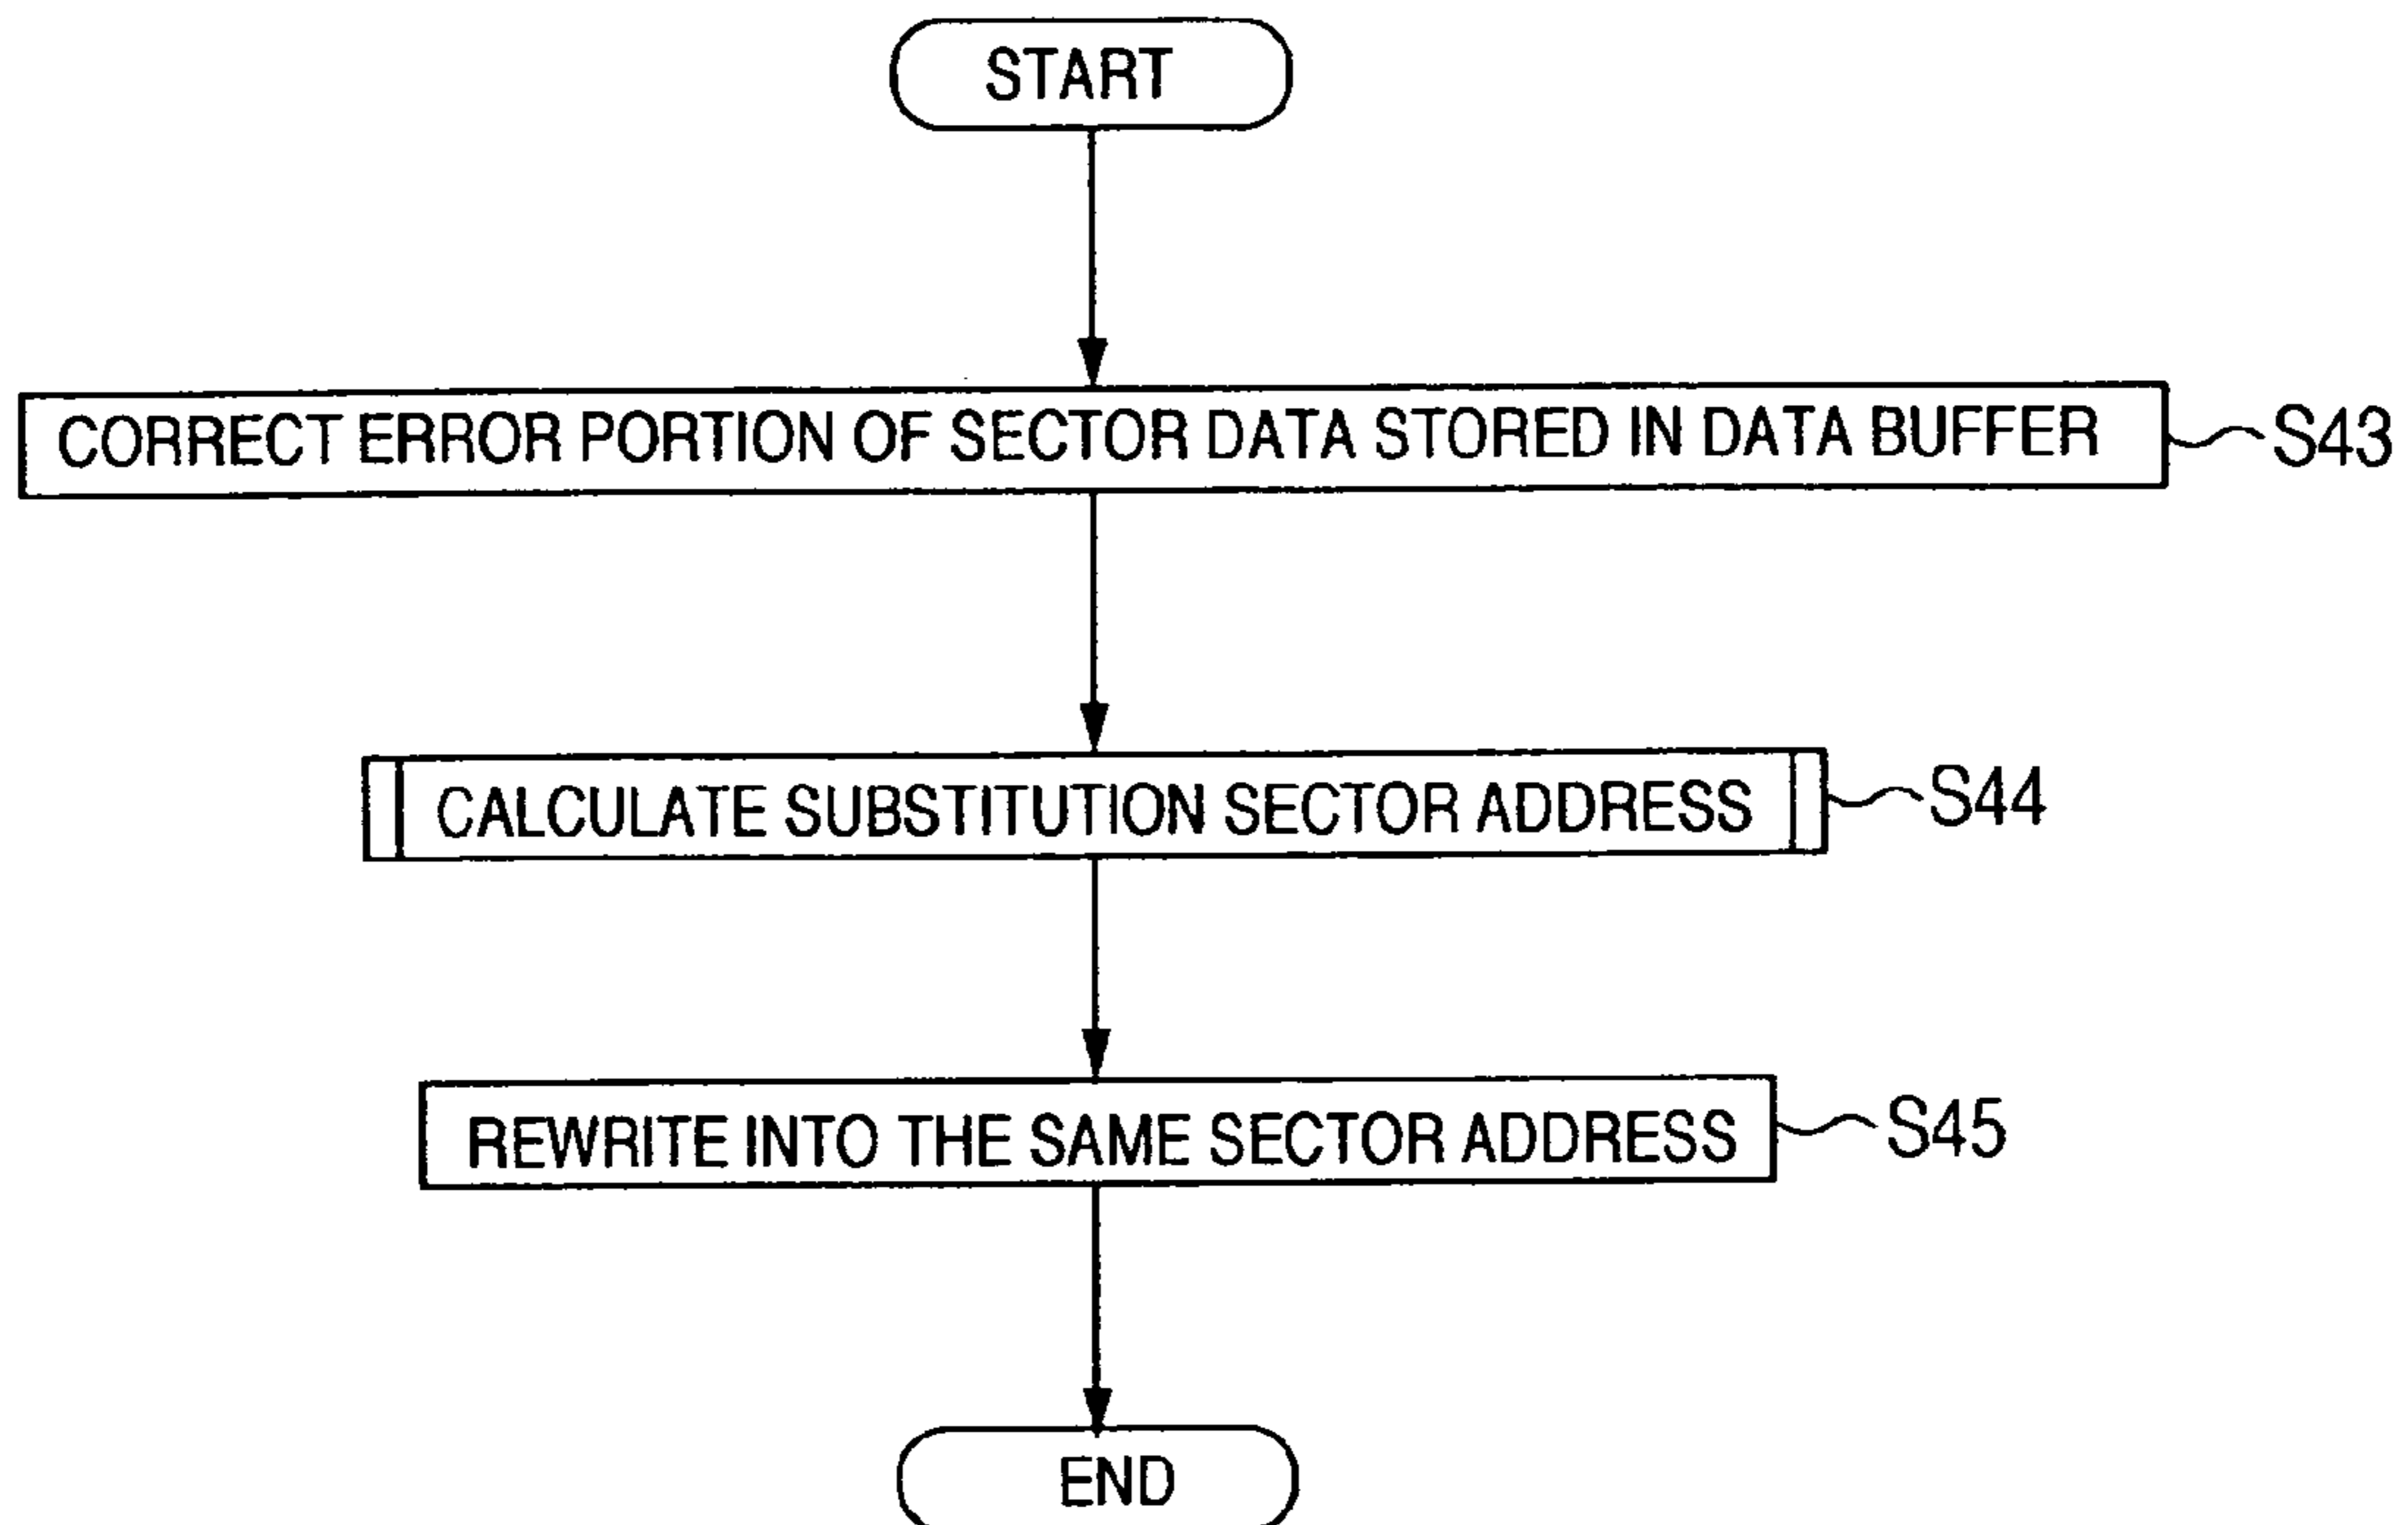 START
CORRECT ERROR PORTION OF SECTOR DATA STORED IN DATA BUFFER
S43
CALCULATE SUBSTITUTION SECTOR ADDRESS
S44
REWRITE INTO THE SAME SECTOR ADDRESS
S45
END